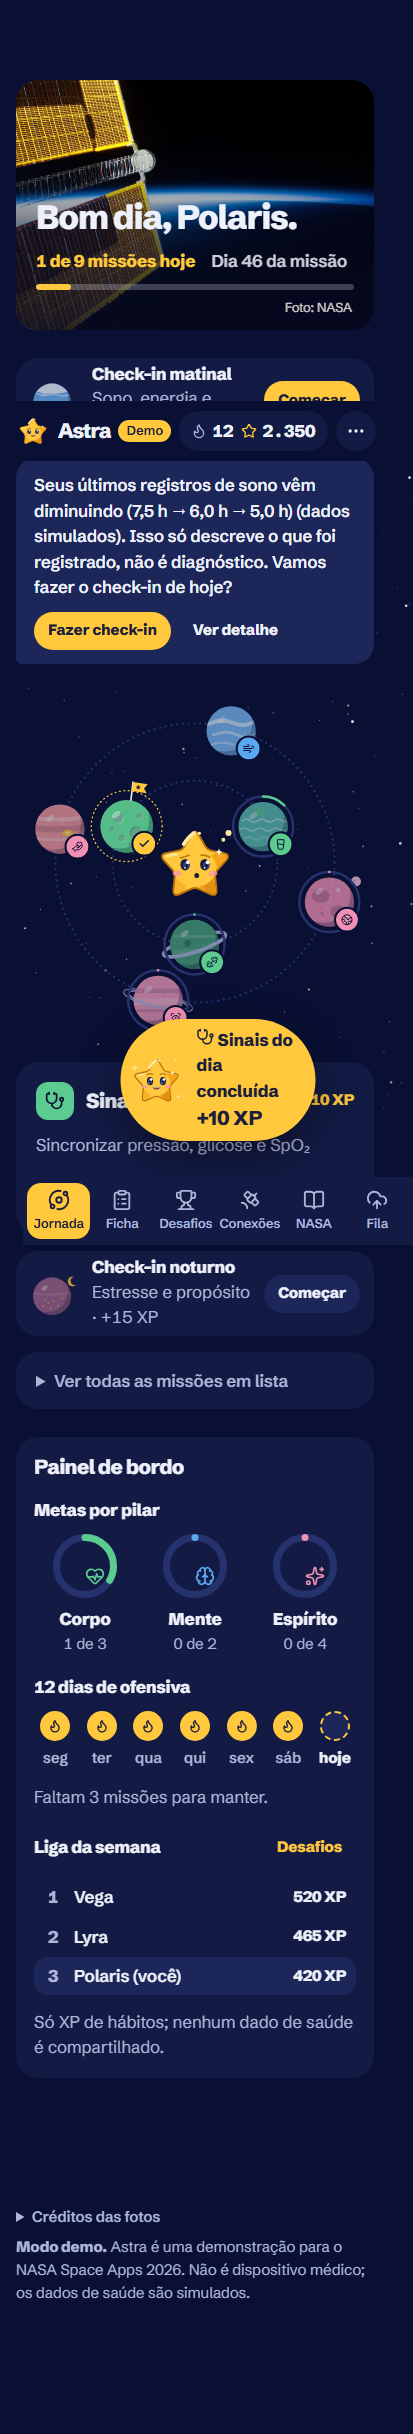 Bom dia, Polaris.
1 de 9 missões hoje Dia 46 da missão
Foto: NASA
Check-in matinal
Sono, energia e
Começar
Astra Demo 12 2.350
Seus últimos registros de sono vêm
diminuindo (7,5 h → 6,0 h → 5,0 h) (dados
simulados). Isso só descreve o que foi
registrado, não é diagnóstico. Vamos
fazer o check-in de hoje?
Fazer check-in Ver detalhe
Sinais do
dia
concluída
+10 XP
Sina
10 XP
Sincronizar pressão, glicose e SpO₂
Jornada Ficha Desafios Conexões NASA Fila
Check-in noturno
Estresse e propósito
· +15 XP
Começar
Ver todas as missões em lista
Painel de bordo
Metas por pilar
Corpo Mente Espírito
1 de 3 0 de 2 0 de 4
12 dias de ofensiva
seg ter qua qui sex sáb hoje
Faltam 3 missões para manter.
Liga da semana Desafios
1 Vega 520 XP
2 Lyra 465 XP
3 Polaris (você) 420 XP
Só XP de hábitos; nenhum dado de saúde
é compartilhado.
Créditos das fotos
Modo demo. Astra é uma demonstração para o
NASA Space Apps 2026. Não é dispositivo médico;
os dados de saúde são simulados.